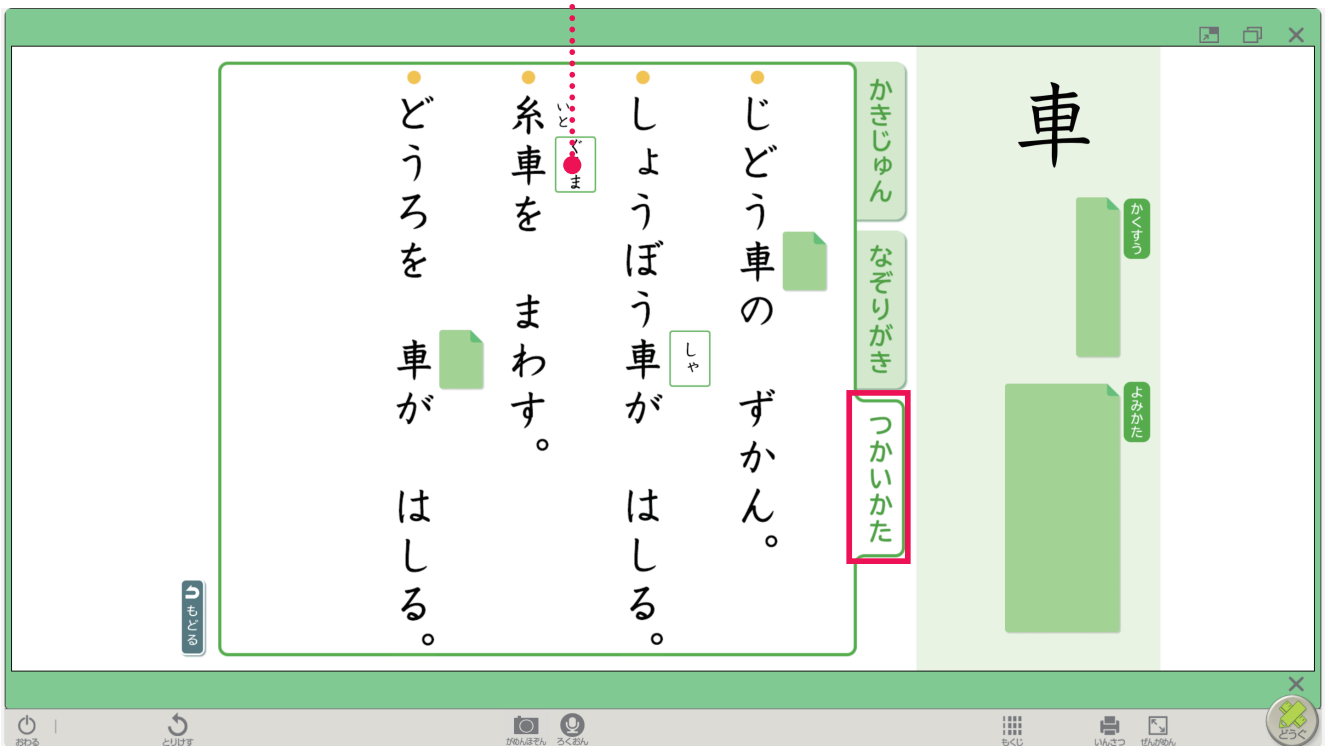 車
かくすう
よみかた
かきじゅん
なぞりがき
つかいかた
じどう車の ずかん。
しょうぼう車が はしる。
しゃ
糸車を まわす。
いと
ま
どうろを 車が はしる。
もどる
おわる
とりけす
がめんほぞん
ろくおん
もくじ
いんさつ
ぜんがめん
どうぐ